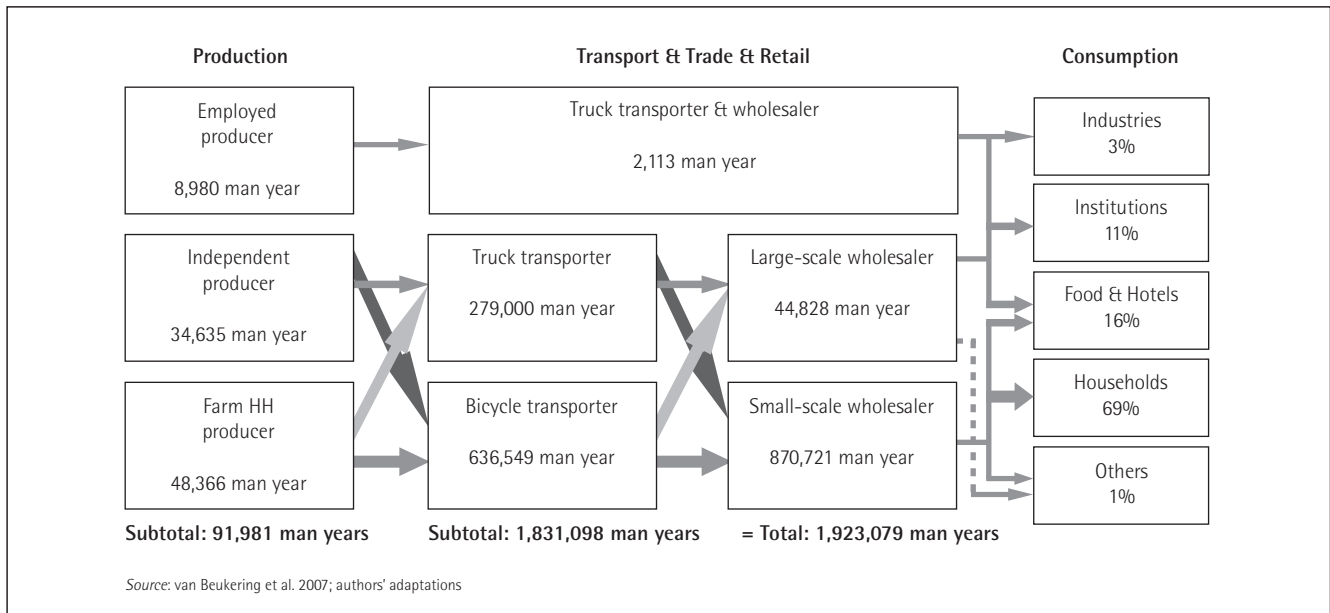 Production
Transport & Trade & Retail
Consumption
Employed
producer
8,980 man year
Truck transporter & wholesaler
2,113 man year
Industries
3%
Institutions
11%
Independent
producer
34,635 man year
Truck transporter
279,000 man year
Large-scale wholesaler
44,828 man year
Food & Hotels
16%
Households
69%
Farm HH
producer
48,366 man year
Bicycle transporter
636,549 man year
Small-scale wholesaler
870,721 man year
Others
1%
Subtotal: 91,981 man years
Subtotal: 1,831,098 man years
= Total: 1,923,079 man years
Source: van Beukering et al. 2007; authors' adaptations